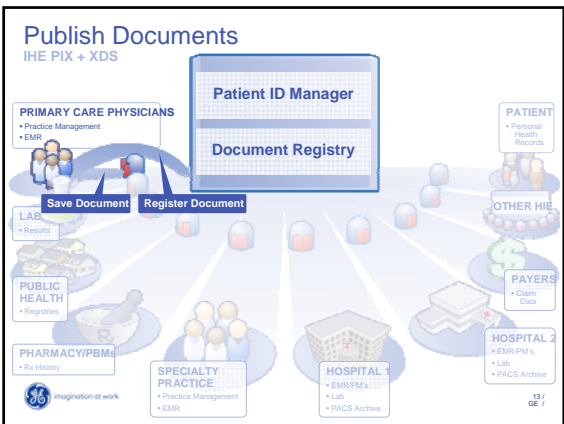 Publish Documents
IHE PIX + XDS
Patient ID Manager
Document Registry
PRIMARY CARE PHYSICIANS
• Practice Management
• EMR
Save Document
Register Document
LAB
• Results
PUBLIC
HEALTH
• Registries
PHARMACY/PBMs
• Rx History
SPECIALTY
PRACTICE
• Practice Management
• EMR
HOSPITAL 1
• EMR/PM's
• Lab
• PACS Archive
HOSPITAL 2
• EMR/PM's
• Lab
• PACS Archive
PAYERS
• Claim
Data
OTHER HIE
PATIENT
• Personal
Health
Records
imagination at work
13 /
GE /